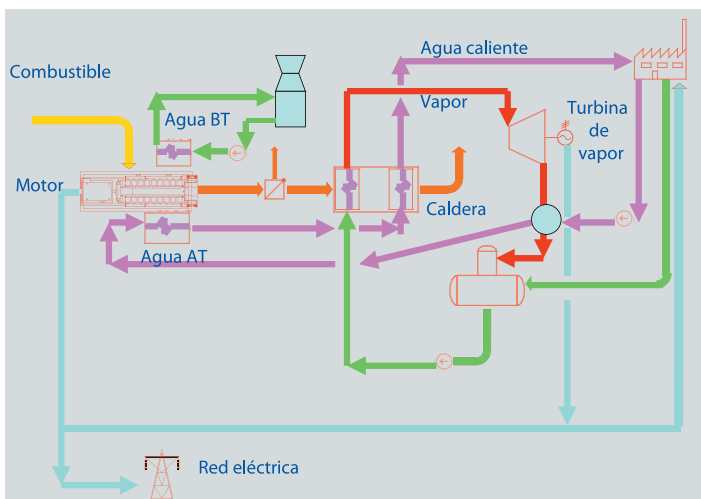 Combustible
Agua BT
Agua caliente
Vapor
Turbina
de
vapor
Motor
Caldera
Agua AT
Red eléctrica